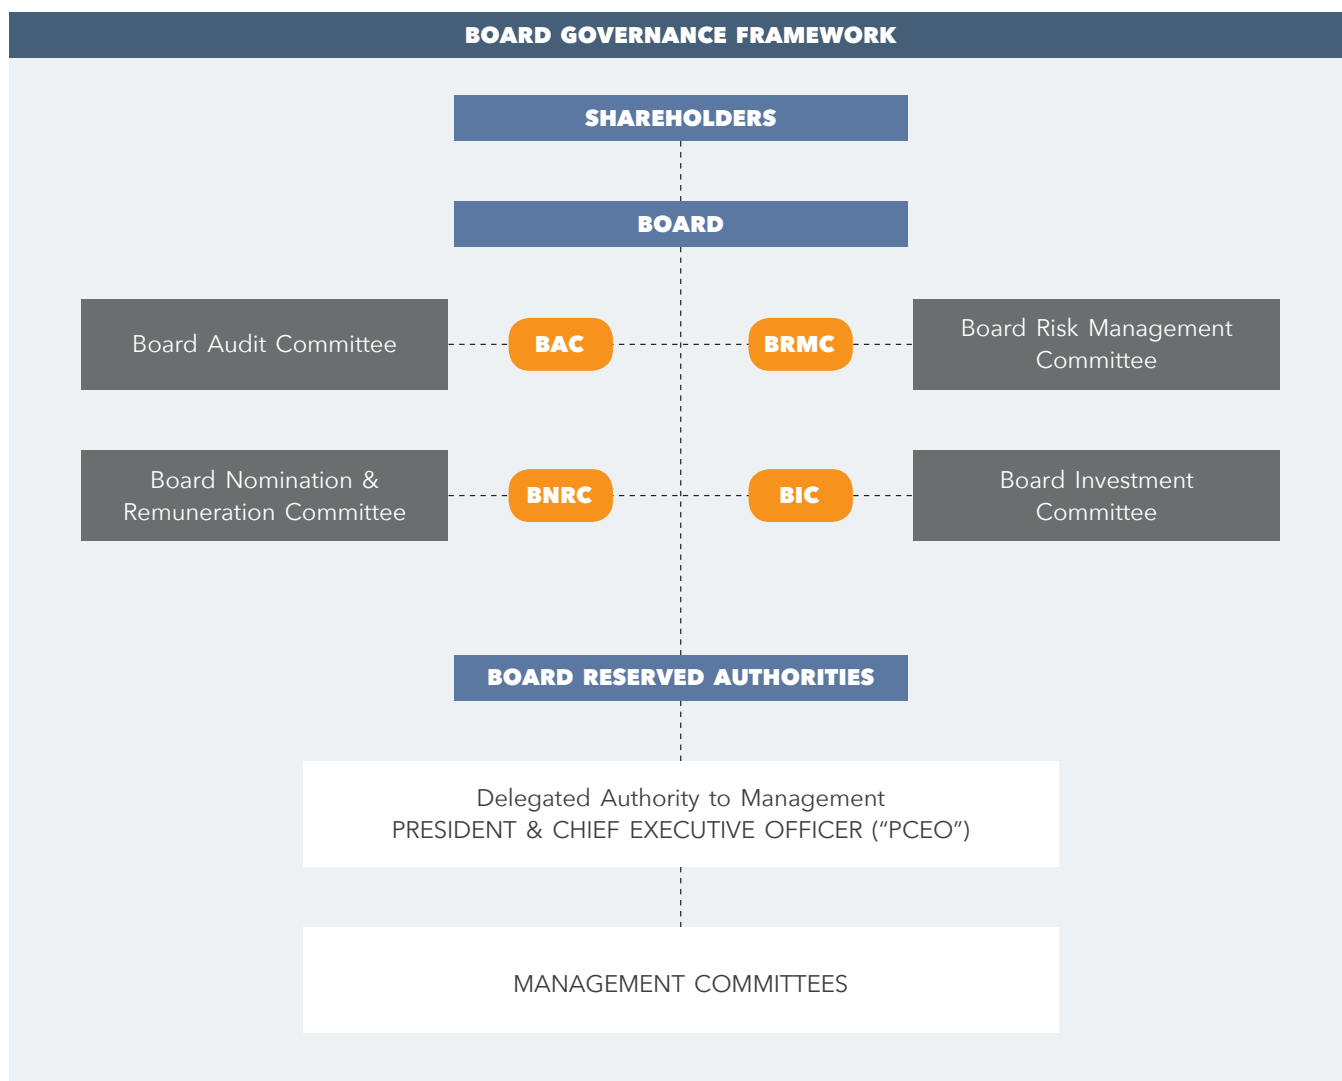 BOARD GOVERNANCE FRAMEWORK
SHAREHOLDERS
BOARD
Board Audit Committee
BAC
BRMC
Board Risk Management
Committee
Board Nomination &
Remuneration Committee
BNRC
BIC
Board Investment
Committee
BOARD RESERVED AUTHORITIES
Delegated Authority to Management
PRESIDENT & CHIEF EXECUTIVE OFFICER (“PCEO”)
MANAGEMENT COMMITTEES